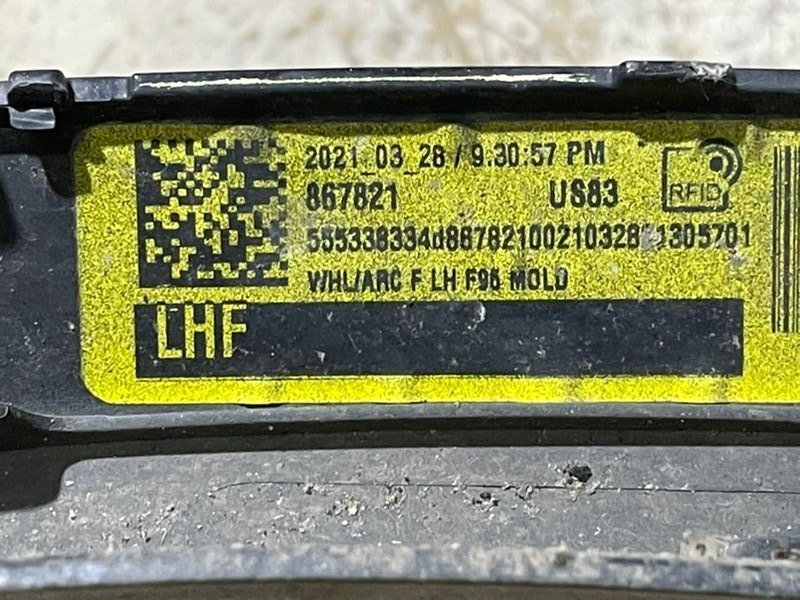 2021_03_28 / 9:30:57 PM
867821 US83
RFID
W/HL/ARC F LH F95 MOLD
LHF